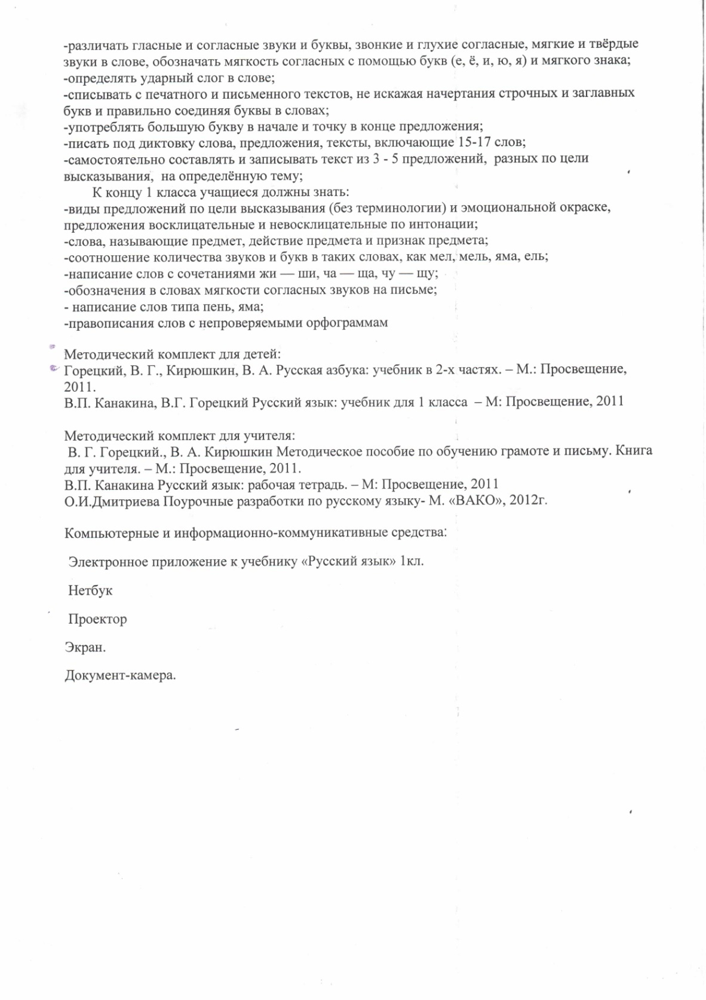 -различать гласные и согласные звуки и буквы, звонкие и глухие согласные, мягкие и твёрдые
звуки в слове, обозначать мягкость согласных с помощью букв (е, ё, и, ю, я) и мягкого знака;
-определять ударный слог в слове;
-списывать с печатного и письменного текстов, не искажая начертания строчных и заглавных
букв и правильно соединяя буквы в словах;
-употреблять большую букву в начале и точку в конце предложения;
-писать под диктовку слова, предложения, тексты, включающие 15-17 слов;
-самостоятельно составлять и записывать текст из 3 - 5 предложений, разных по цели
высказывания, на определённую тему;
К концу 1 класса учащиеся должны знать:
-виды предложений по цели высказывания (без терминологии) и эмоциональной окраске,
предложения восклицательные и невосклицательные по интонации;
-слова, называющие предмет, действие предмета и признак предмета;
-соотношение количества звуков и букв в таких словах, как мел, мель, яма, ель;
-написание слов с сочетаниями жи — ши, ча — ща, чу — щу;
-обозначения в словах мягкости согласных звуков на письме;
- написание слов типа пень, яма;
-правописания слов с непроверяемыми орфограммам
Методический комплект для детей:
Горецкий, В. Г., Кирюшкин, В. А. Русская азбука: учебник в 2-х частях. – М.: Просвещение,
2011.
В.П. Канакина, В.Г. Горецкий Русский язык: учебник для 1 класса – М: Просвещение, 2011
Методический комплект для учителя:
В. Г. Горецкий., В. А. Кирюшкин Методическое пособие по обучению грамоте и письму. Книга
для учителя. – М.: Просвещение, 2011.
В.П. Канакина Русский язык: рабочая тетрадь. – М: Просвещение, 2011
О.И.Дмитриева Поурочные разработки по русскому языку- М. «ВАКО», 2012г.
Компьютерные и информационно-коммуникативные средства:
Электронное приложение к учебнику «Русский язык» 1кл.
Нетбук
Проектор
Экран.
Документ-камера.